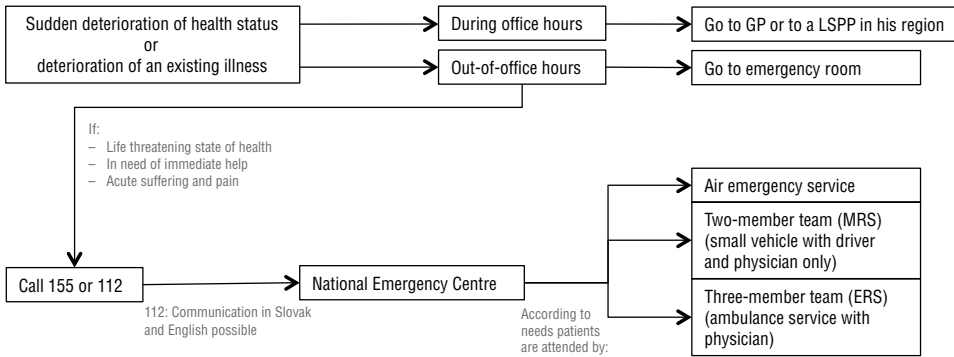 Sudden deterioration of health status
or
deterioration of an existing illness
During office hours
Go to GP or to a LSPP in his region
Out-of-office hours
Go to emergency room
If:
– Life threatening state of health
– In need of immediate help
– Acute suffering and pain
Air emergency service
Two-member team (MRS)
(small vehicle with driver
and physician only)
Call 155 or 112
National Emergency Centre
Three-member team (ERS)
(ambulance service with
physician)
112: Communication in Slovak
and English possible
According to
needs patients
are attended by: